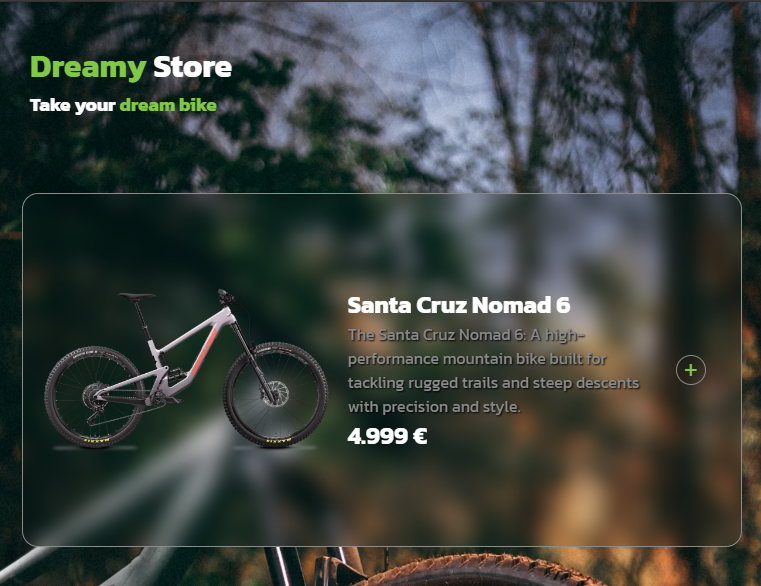 Dreamy Store
Take your dream bike
Santa Cruz Nomad 6
The Santa Cruz Nomad 6: A high-
performance mountain bike built for
tackling rugged trails and steep descents
with precision and style.
+
4.999 €